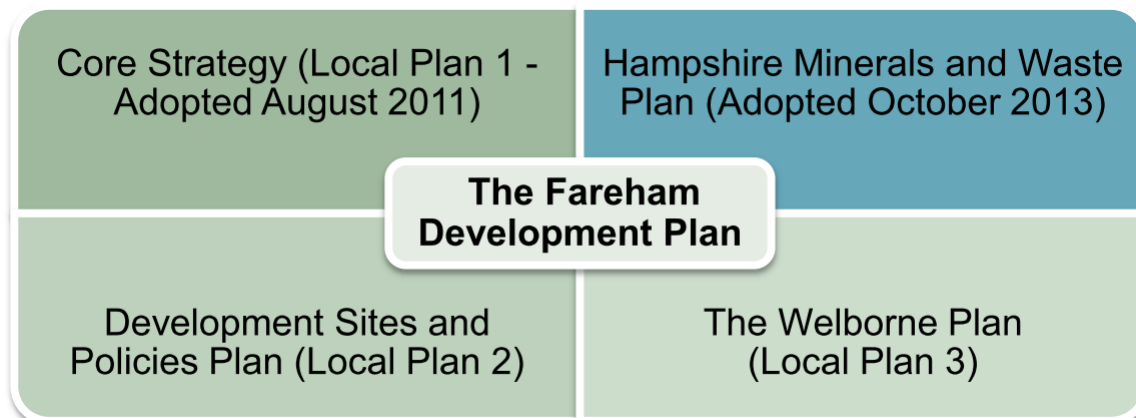 Core Strategy (Local Plan 1 -
Adopted August 2011)
Hampshire Minerals and Waste
Plan (Adopted October 2013)
The Fareham
Development Plan
Development Sites and
Policies Plan (Local Plan 2)
The Welborne Plan
(Local Plan 3)